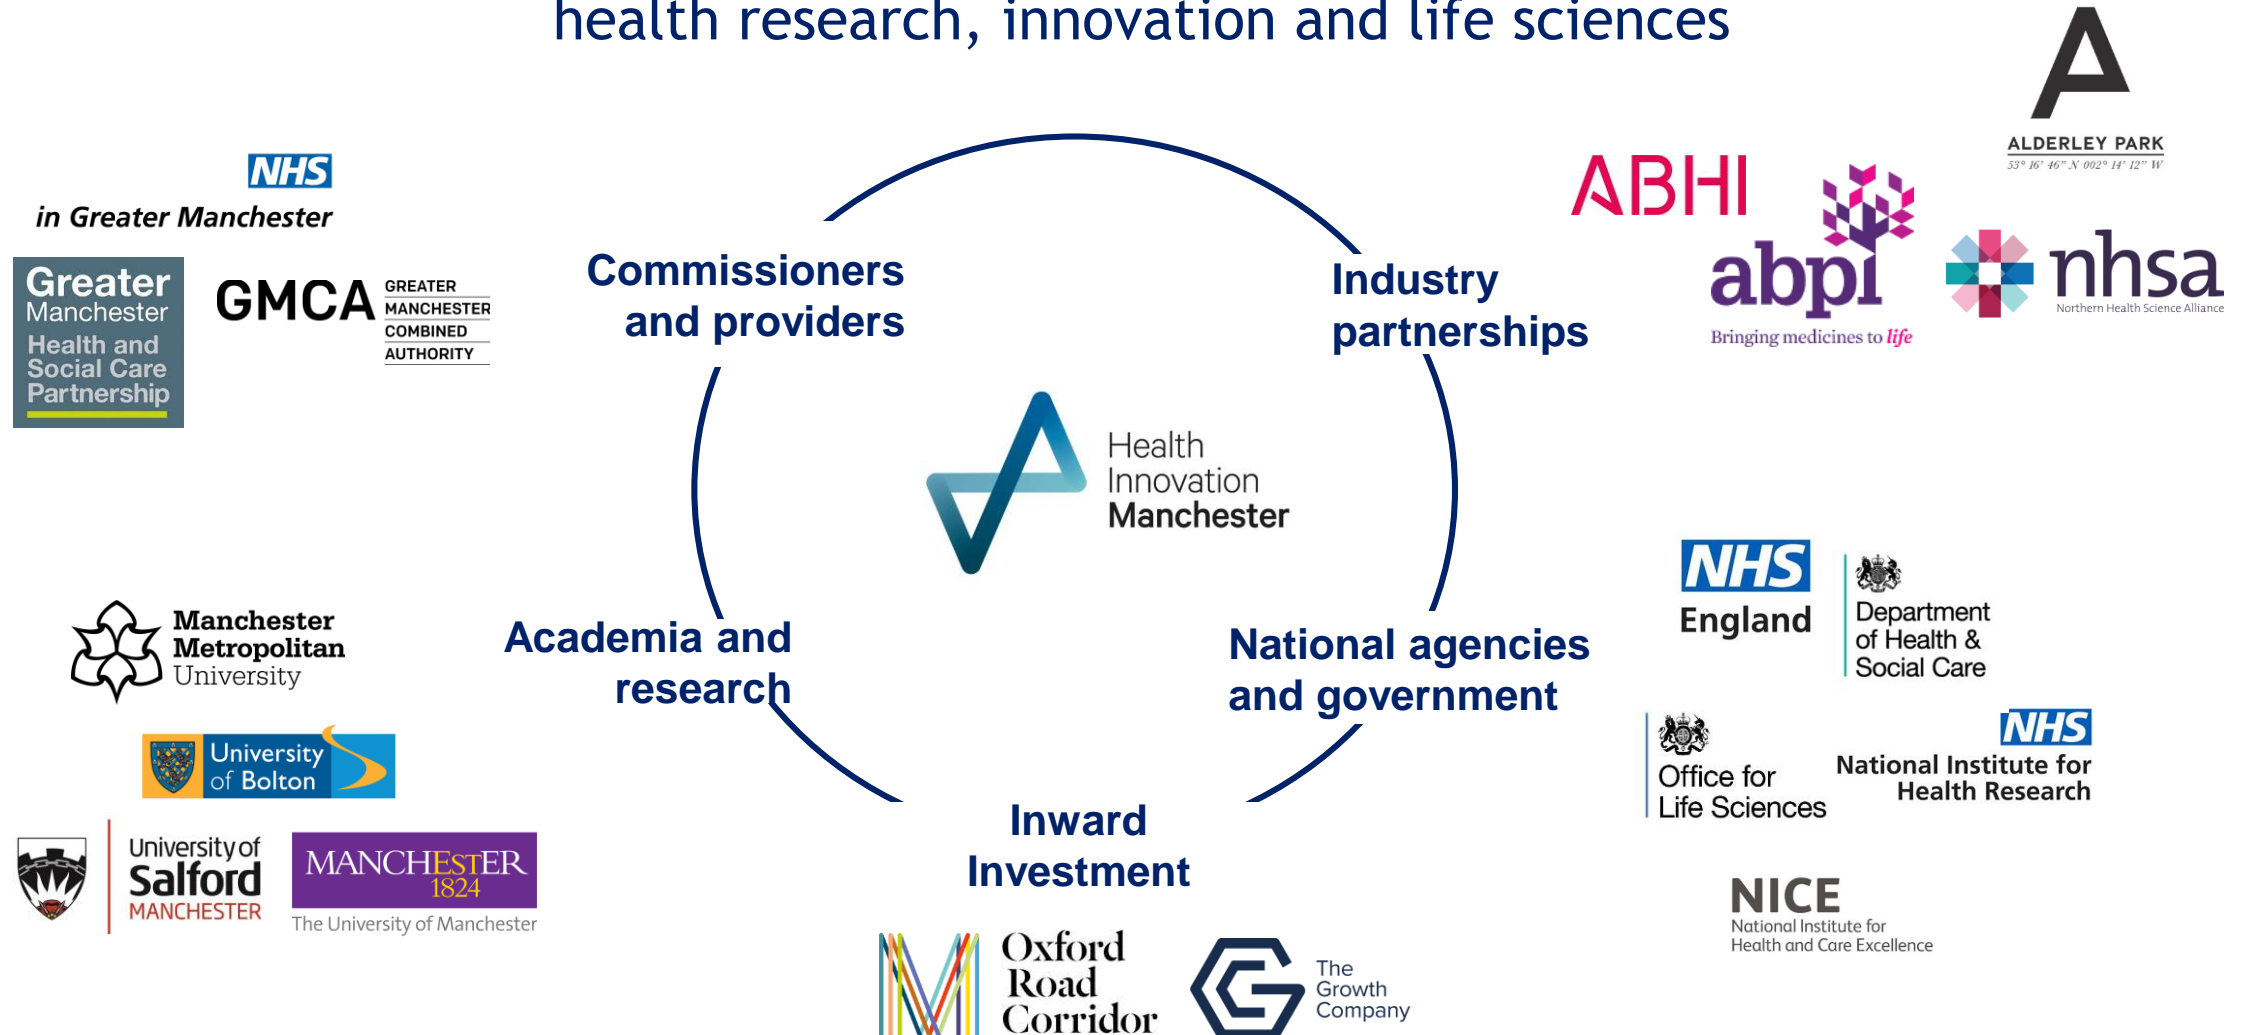 health research, innovation and life sciences
NHS
in Greater Manchester
Greater
Manchester
Health and
Social Care
Partnership
GMCA
GREATER
MANCHESTER
COMBINED
AUTHORITY
Commissioners
and providers
Industry
partnerships
ABHI
abpi
Bringing medicines to life
ALDERLEY PARK
53° 16' 46" N 002° 14' 12" W
nhsa
Northern Health Science Alliance
Health
Innovation
Manchester
Academia and
research
Manchester
Metropolitan
University
University
of Bolton
University of
Salford
MANCHESTER
MANCHESTER
1824
The University of Manchester
National agencies
and government
NHS
England
Department
of Health &
Social Care
Office for
Life Sciences
NHS
National Institute for
Health Research
NICE
National Institute for
Health and Care Excellence
Inward
Investment
Oxford
Road
Corridor
The
Growth
Company